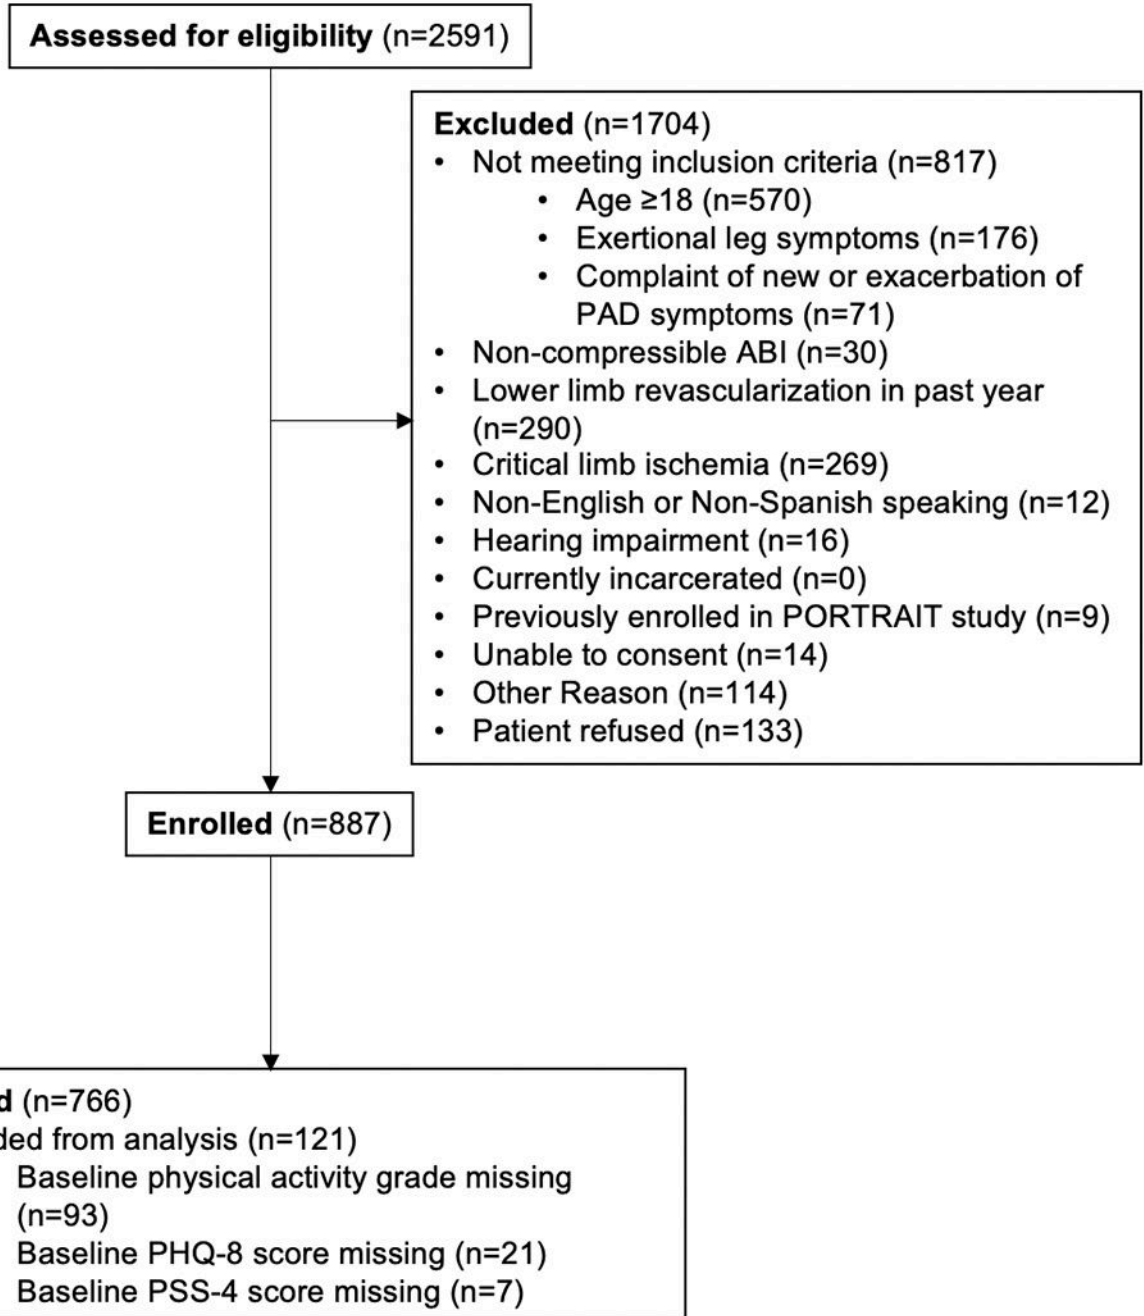 Assessed for eligibility (n=2591)
Excluded (n=1704)
• Not meeting inclusion criteria (n=817)
• Age ≥18 (n=570)
• Exertional leg symptoms (n=176)
• Complaint of new or exacerbation of
PAD symptoms (n=71)
• Non-compressible ABI (n=30)
• Lower limb revascularization in past year
(n=290)
• Critical limb ischemia (n=269)
• Non-English or Non-Spanish speaking (n=12)
• Hearing impairment (n=16)
• Currently incarcerated (n=0)
• Previously enrolled in PORTRAIT study (n=9)
• Unable to consent (n=14)
• Other Reason (n=114)
• Patient refused (n=133)
Enrolled (n=887)
(n=766)
from analysis (n=121)
Baseline physical activity grade missing
(n=93)
Baseline PHQ-8 score missing (n=21)
Baseline PSS-4 score missing (n=7)